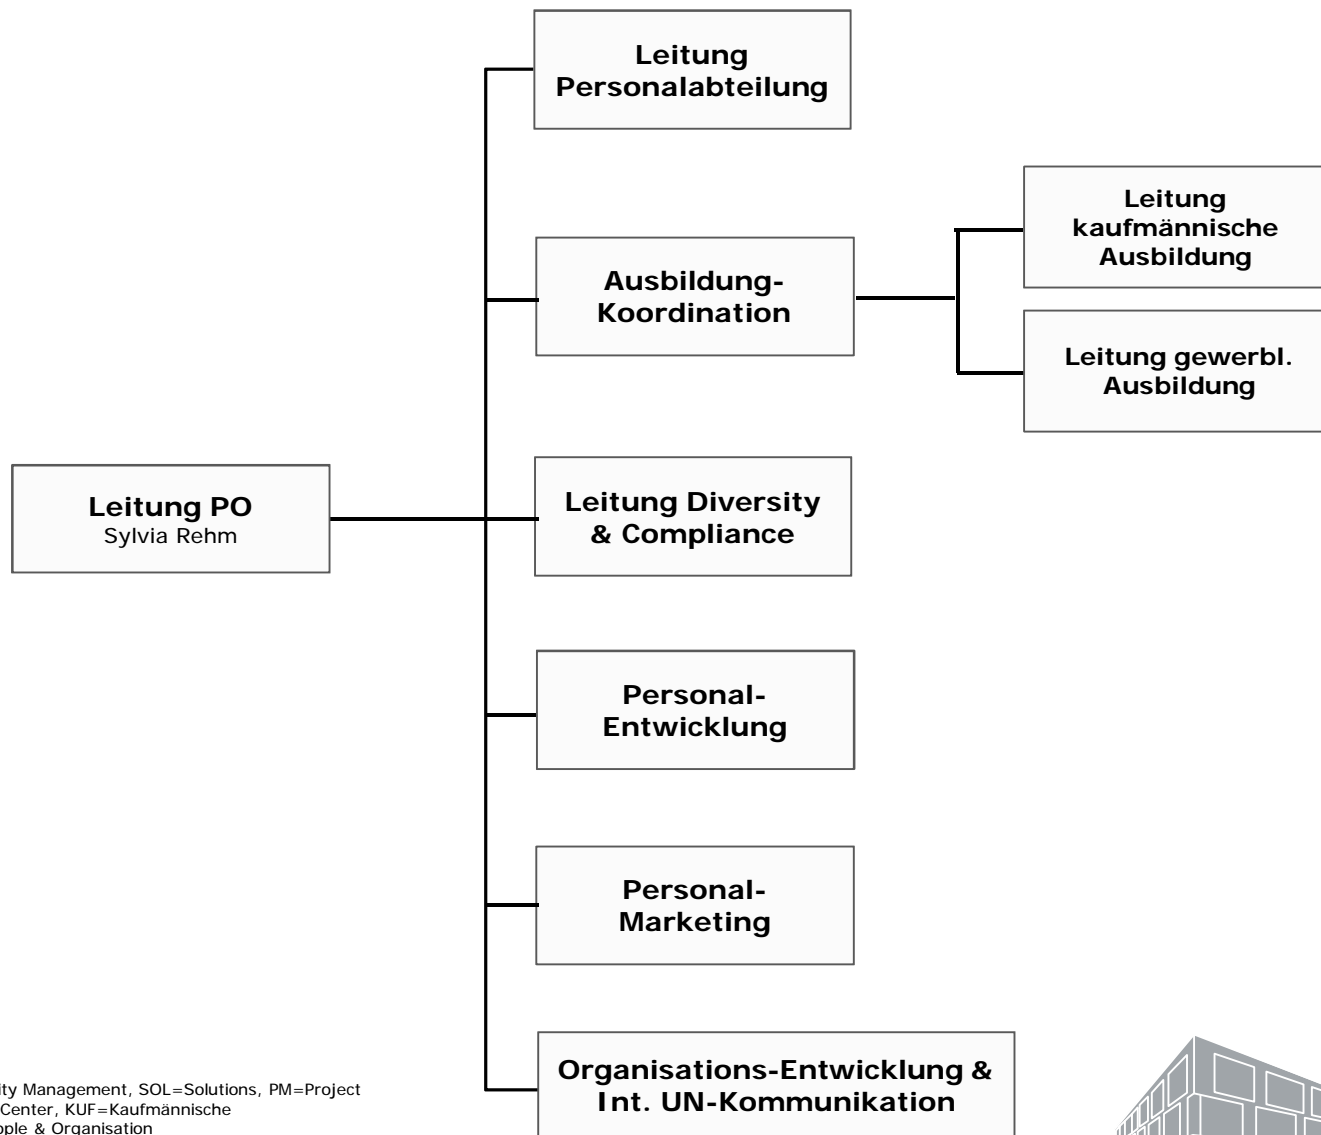 Leitung
Personalabteilung
Leitung
kaufmännische
Ausbildung
Ausbildung-
Koordination
Leitung gewerbl.
Ausbildung
Leitung PO
Sylvia Rehm
Leitung Diversity
& Compliance
Personal-
Entwicklung
Personal-
Marketing
Organisations-Entwicklung &
Int. UN-Kommunikation
Management, SOL=Solutions, PM=Project
Center, KUF=Kaufmännische
& Organisation